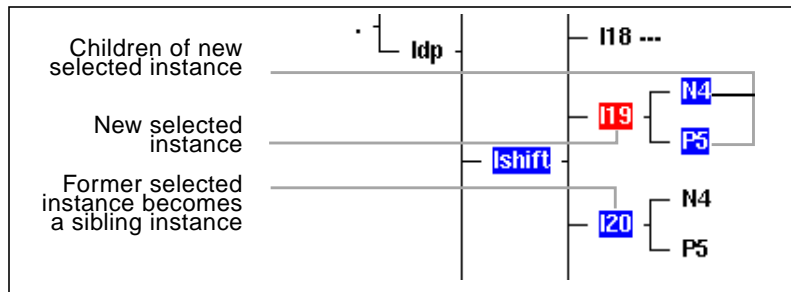 Children of new
selected instance
New selected
instance
Former selected
instance becomes
a sibling instance
Idp
I18 ---
N4
I19
P5
Ishift
N4
I20
P5